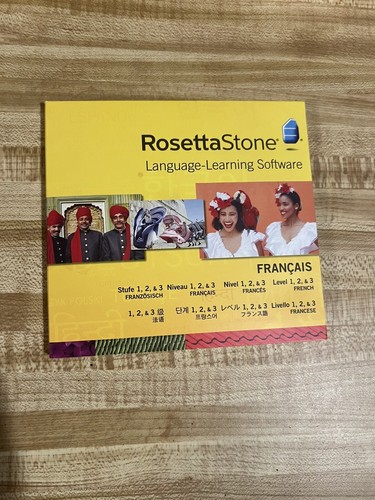 RosettaStone®
Language-Learning Software
FRANÇAIS
Stufe 1, 2, & 3 Niveau 1, 2, & 3 Nivel 1, 2, & 3 Level 1, 2, & 3
FRANZÖSISCH FRANÇAIS FRANCÉS FRENCH
1, 2, & 3 级 단계 1, 2, & 3 レベル 1, 2, & 3 Livello 1, 2, & 3
法语 프랑스어 フランス語 FRANCESE